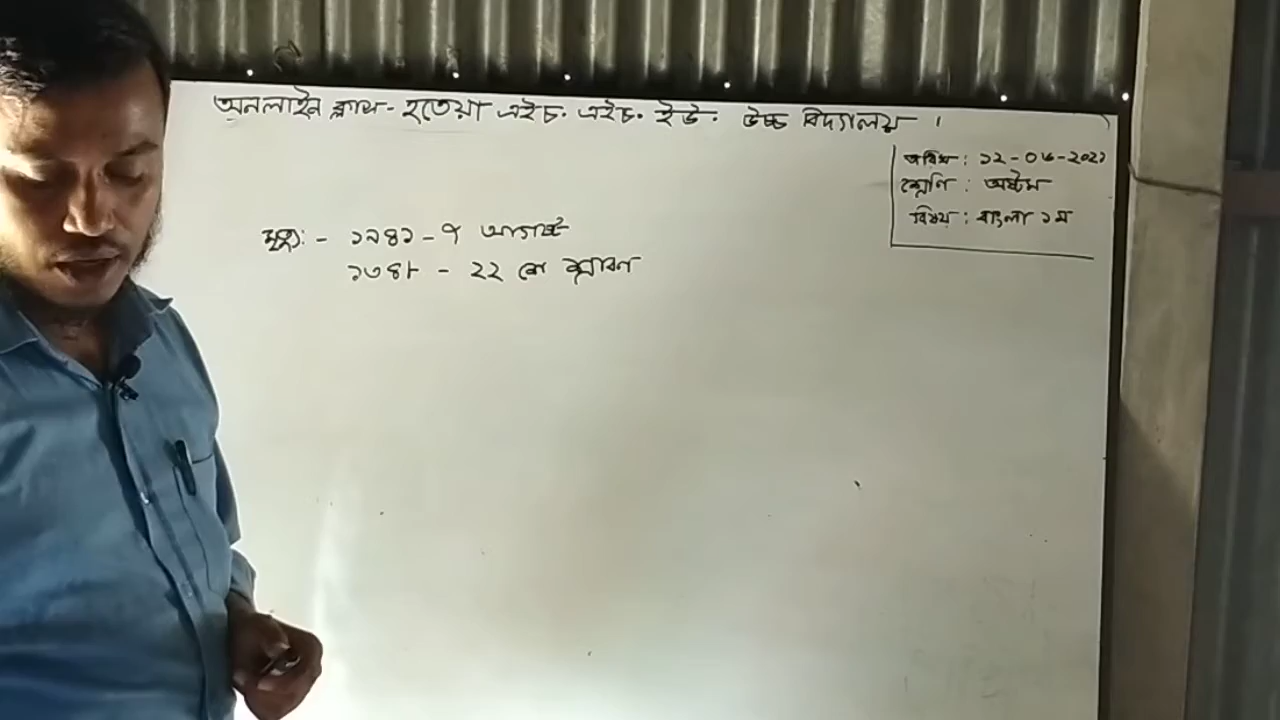 অনলাইন ক্লাস - হতেয়া এইচ. এইচ. ইউ. উচ্চ বিদ্যালয় ।
তারিখ : ১২-০৬-২০২১
শ্রেণি : অষ্টম
বিষয় : বাংলা ১ম
মৃত্যু: - ১৯৪১ - ৭ আগস্ট
১৩৪৮ - ২২ শে শ্রাবণ